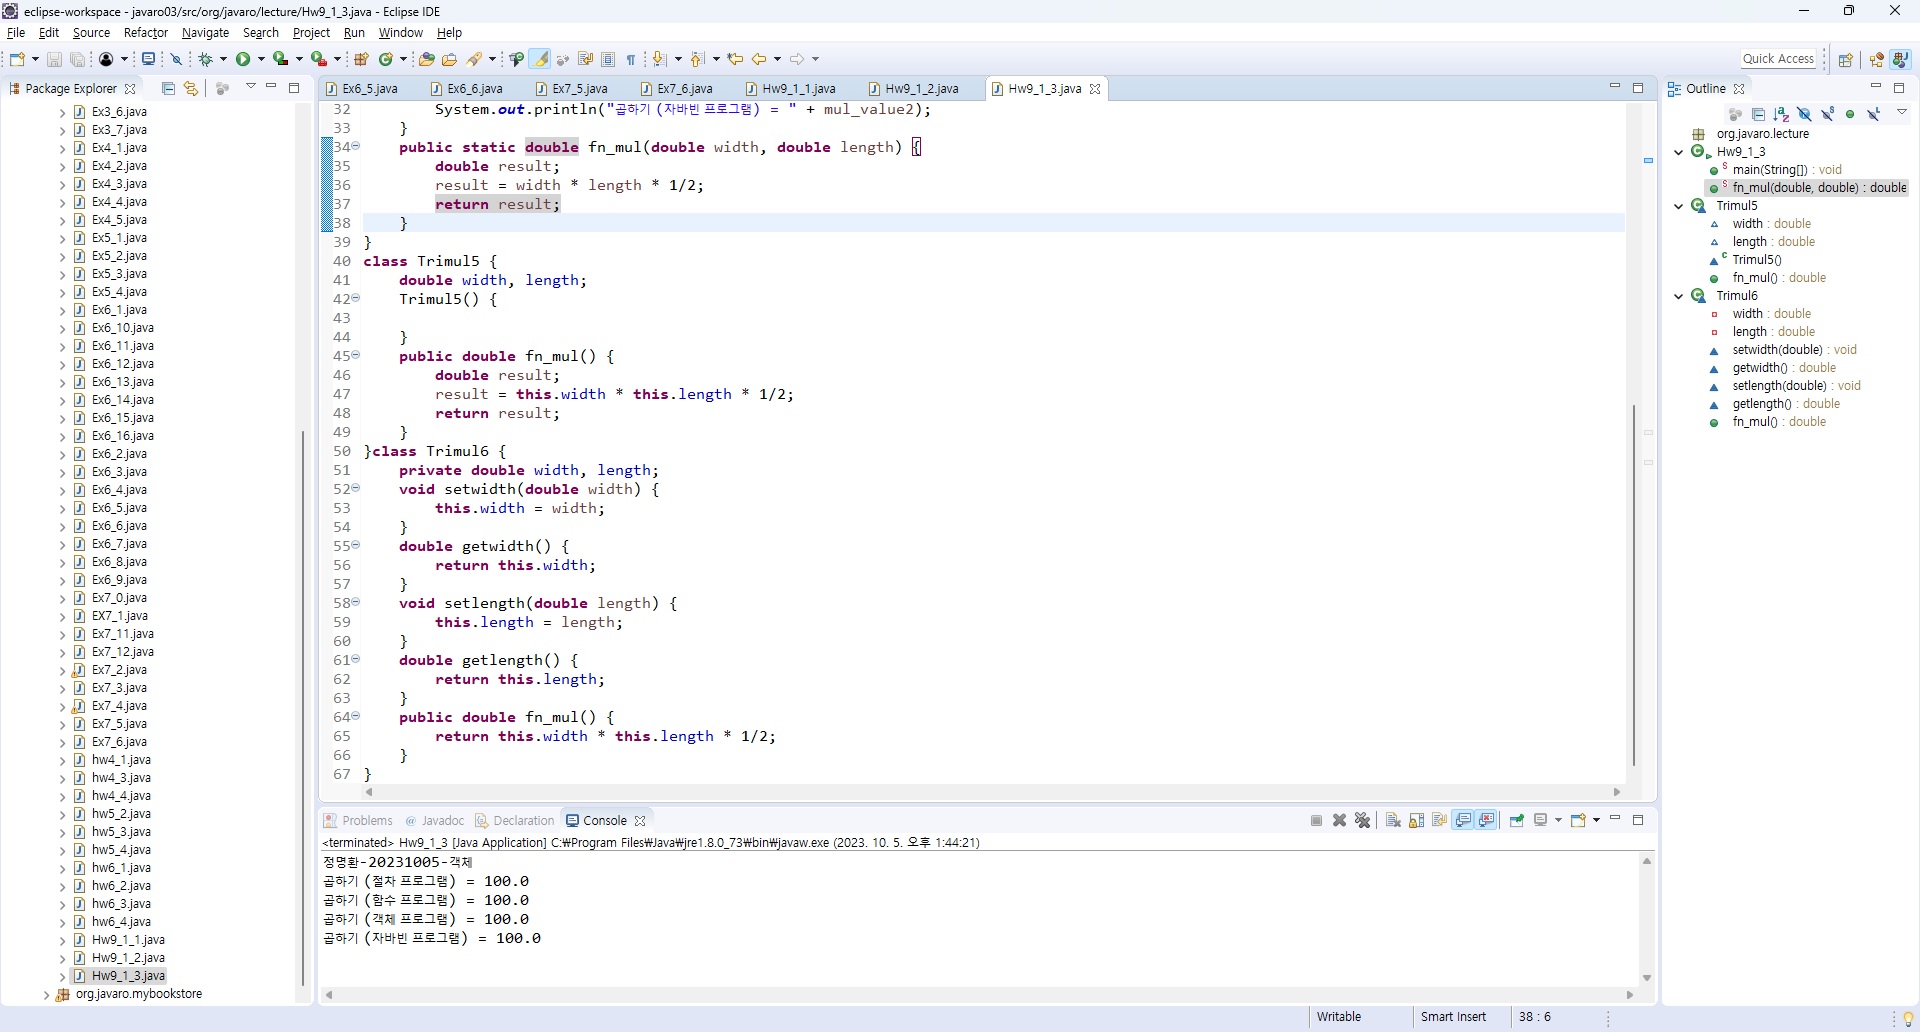 eclipse-workspace - javaro03/src/org/javaro/lecture/Hw9_1_3.java - Eclipse IDE
File Edit Source Refactor Navigate Search Project Run Window Help
Quick Access
Package Explorer
Ex3_6.java
Ex3_7.java
Ex4_1.java
Ex4_2.java
Ex4_3.java
Ex4_4.java
Ex4_5.java
Ex5_1.java
Ex5_2.java
Ex5_3.java
Ex5_4.java
Ex6_1.java
Ex6_10.java
Ex6_11.java
Ex6_12.java
Ex6_13.java
Ex6_14.java
Ex6_15.java
Ex6_16.java
Ex6_2.java
Ex6_3.java
Ex6_4.java
Ex6_5.java
Ex6_6.java
Ex6_7.java
Ex6_8.java
Ex6_9.java
Ex7_0.java
EX7_1.java
Ex7_11.java
Ex7_12.java
Ex7_2.java
Ex7_3.java
Ex7_4.java
Ex7_5.java
Ex7_6.java
hw4_1.java
hw4_3.java
hw4_4.java
hw5_2.java
hw5_3.java
hw5_4.java
hw6_1.java
hw6_2.java
hw6_3.java
hw6_4.java
Hw9_1_1.java
Hw9_1_2.java
Hw9_1_3.java
org.javaro.mybookstore
Ex6_5.java Ex6_6.java Ex7_5.java Ex7_6.java Hw9_1_1.java Hw9_1_2.java Hw9_1_3.java
32 System.out.println("곱하기 (자바빈 프로그램) = " + mul_value2);
33 }
34 public static double fn_mul(double width, double length) {
35 double result;
36 result = width * length * 1/2;
37 return result;
38 }
39 }
40 class Trimul5 {
41 double width, length;
42 Trimul5() {
43
44 }
45 public double fn_mul() {
46 double result;
47 result = this.width * this.length * 1/2;
48 return result;
49 }
50 }class Trimul6 {
51 private double width, length;
52 void setwidth(double width) {
53 this.width = width;
54 }
55 double getwidth() {
56 return this.width;
57 }
58 void setlength(double length) {
59 this.length = length;
60 }
61 double getlength() {
62 return this.length;
63 }
64 public double fn_mul() {
65 return this.width * this.length * 1/2;
66 }
67 }
Problems @ Javadoc Declaration Console
<terminated> Hw9_1_3 [Java Application] C:₩Program Files₩Java₩jre1.8.0_73₩bin₩javaw.exe (2023. 10. 5. 오후 1:44:21)
정명환-20231005-객체
곱하기 (절차 프로그램) = 100.0
곱하기 (함수 프로그램) = 100.0
곱하기 (객체 프로그램) = 100.0
곱하기 (자바빈 프로그램) = 100.0
Outline
org.javaro.lecture
Hw9_1_3
main(String[]) : void
fn_mul(double, double) : double
Trimul5
width : double
length : double
Trimul5()
fn_mul() : double
Trimul6
width : double
length : double
setwidth(double) : void
getwidth() : double
setlength(double) : void
getlength() : double
fn_mul() : double
Writable Smart Insert 38 : 6